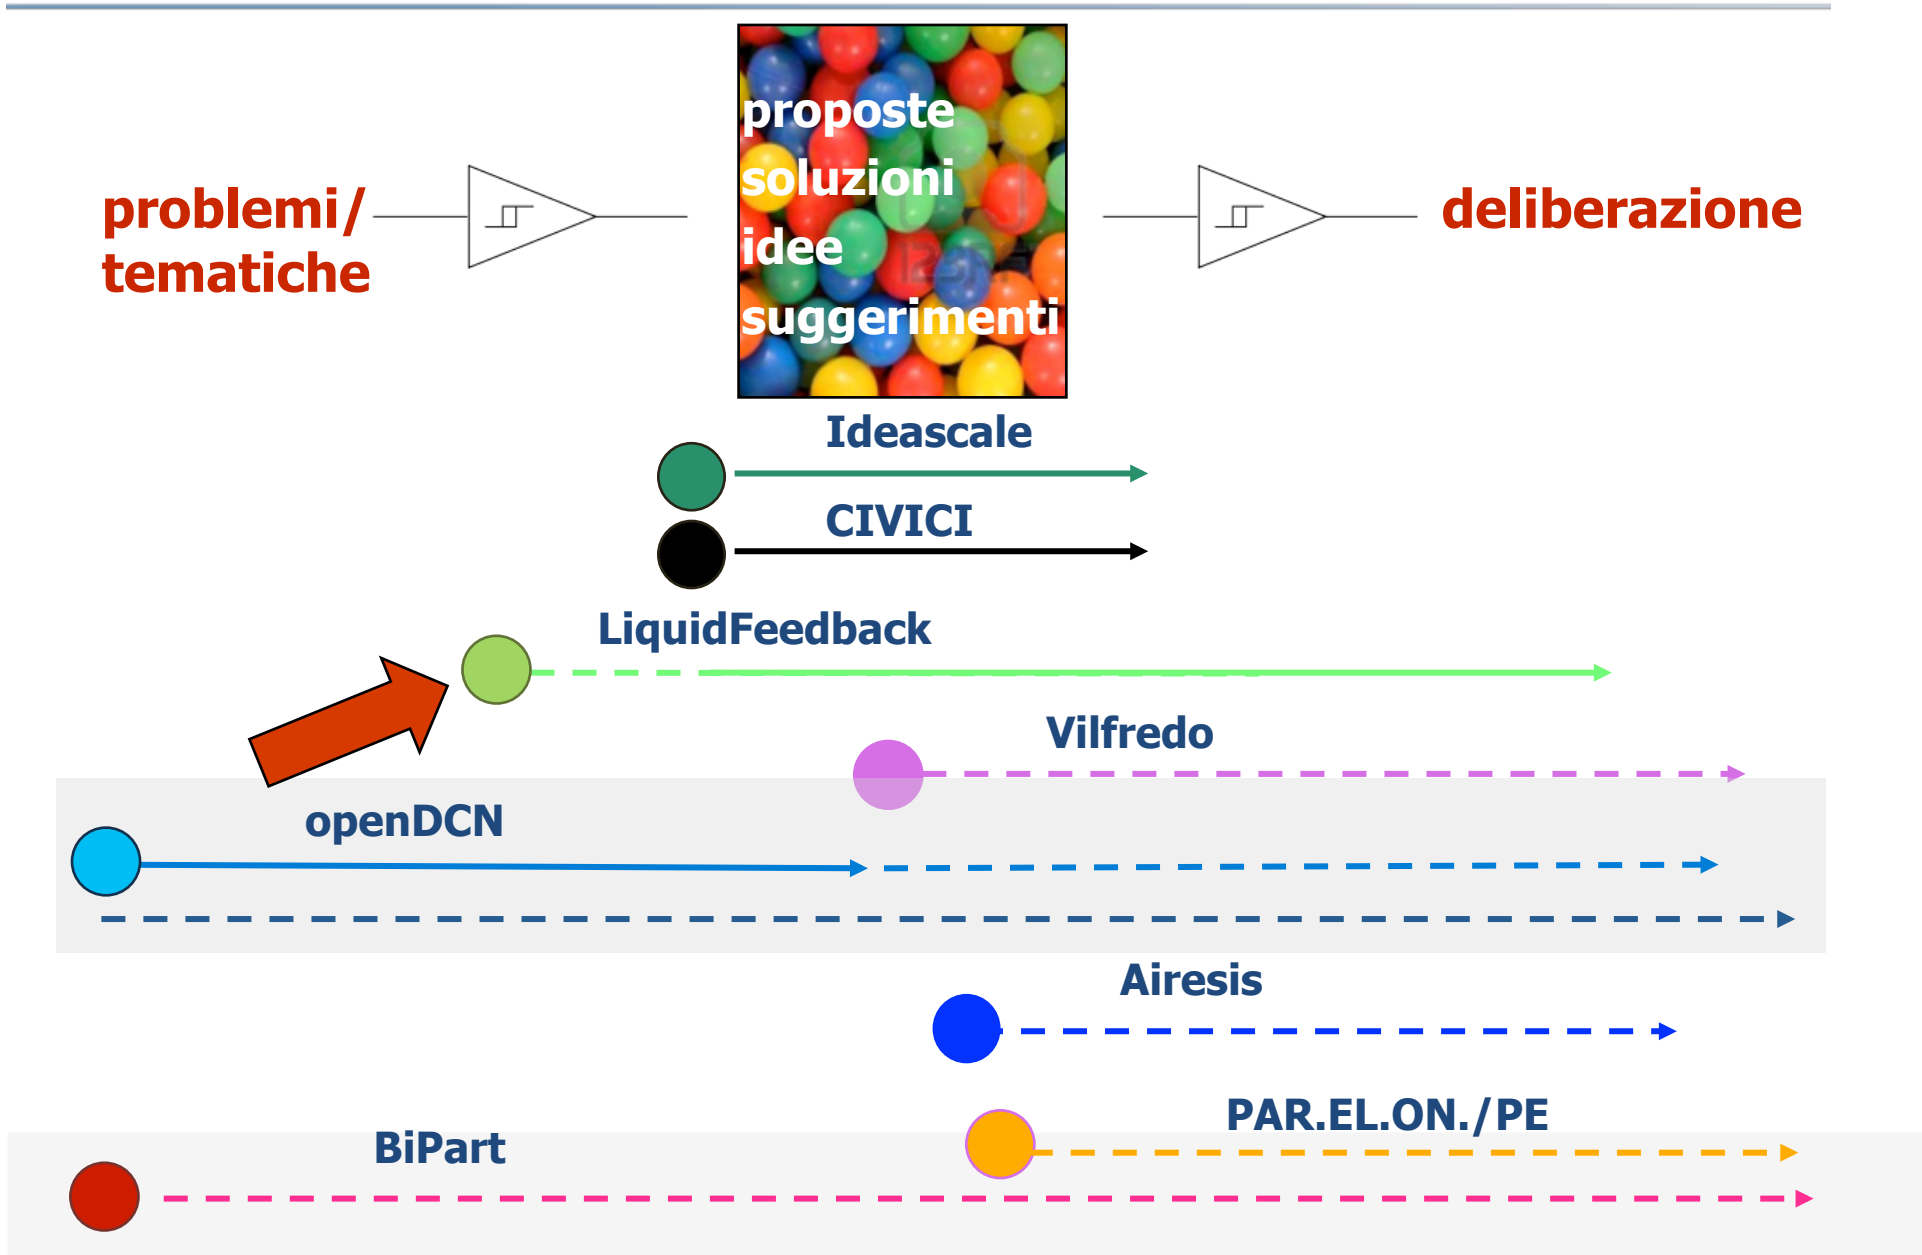 proposte
soluzioni
idee
suggerimenti
problemi/
tematiche
deliberazione
Ideascale
CIVICI
LiquidFeedback
Vilfredo
openDCN
Airesis
PAR.EL.ON./PE
BiPart